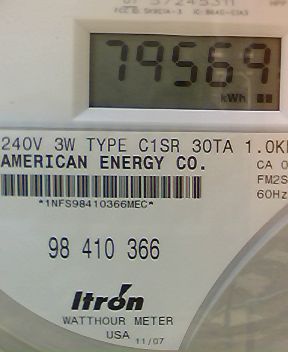 79569
kWh
240V 3W TYPE C1SR 30TA 1.0K
AMERICAN ENERGY CO.
CA 0
FM2S
60Hz
*1NFS98410366MEC*
98 410 366
Itron
WATTHOUR METER
USA 11/07